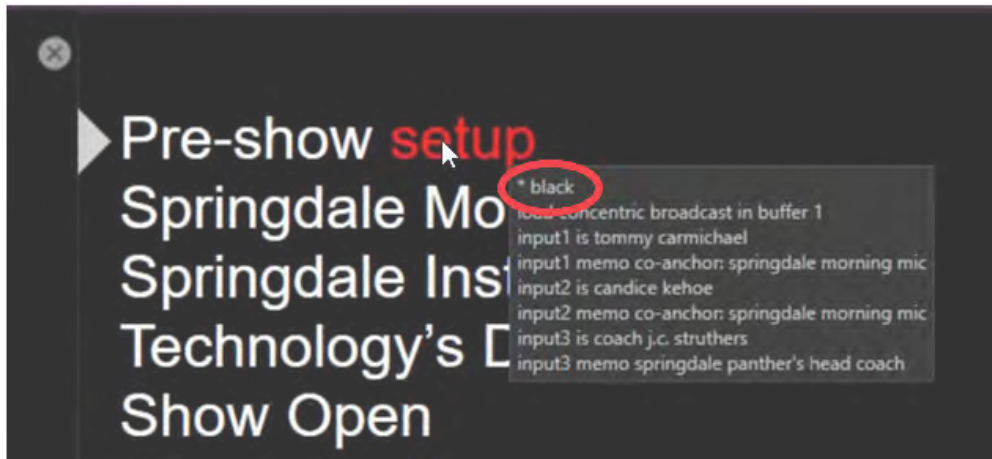 Pre-show setup
Springdale Mo
Springdale Inst
Technology's D
Show Open
* black
load concentric broadcast in buffer 1
input1 is tommy carmichael
input1 memo co-anchor: springdale morning mic
input2 is candice kehoe
input2 memo co-anchor: springdale morning mic
input3 is coach j.c. struthers
input3 memo springdale panther's head coach